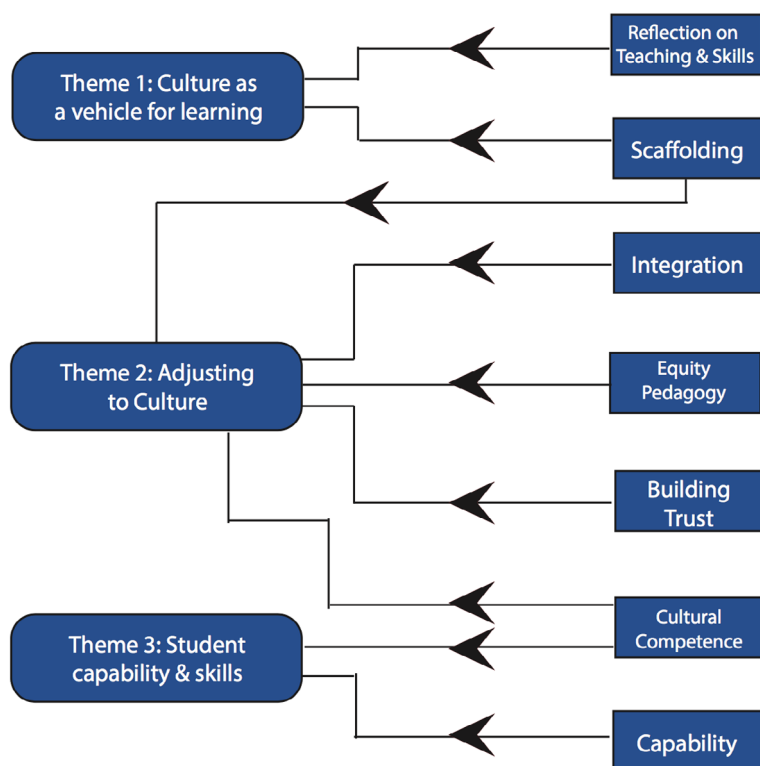 Reflection on
Teaching & Skills
Theme 1: Culture as
a vehicle for learning
Scaffolding
Integration
Theme 2: Adjusting
to Culture
Equity
Pedagogy
Building
Trust
Cultural
Competence
Theme 3: Student
capability & skills
Capability